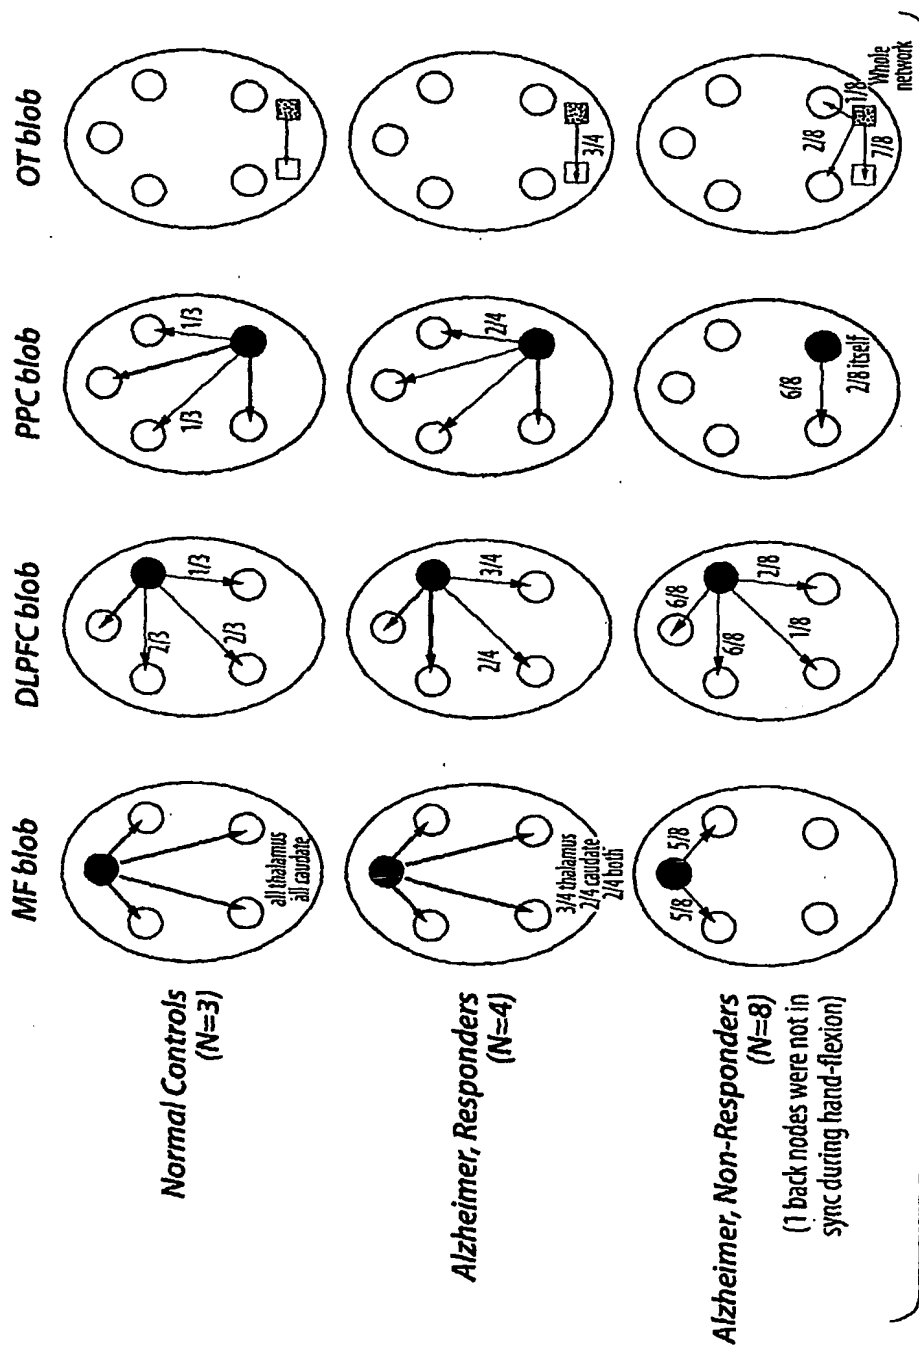 MF blob
DLPFC blob
PPC blob
OT blob
Normal Controls
(N=3)
all thalamus
all caudate
2/3
2/3
1/3
1/3
1/3
Alzheimer, Responders
(N=4)
3/4 thalamus
2/4 caudate
2/4 both
2/4
3/4
2/4
3/4
Alzheimer, Non-Responders
(N=8)
(1 back nodes were not in
sync during hand-flexion)
5/8
5/8
6/8
6/8
1/8
2/8
6/8
2/8 itself
2/8
1/8
7/8
Whole
network